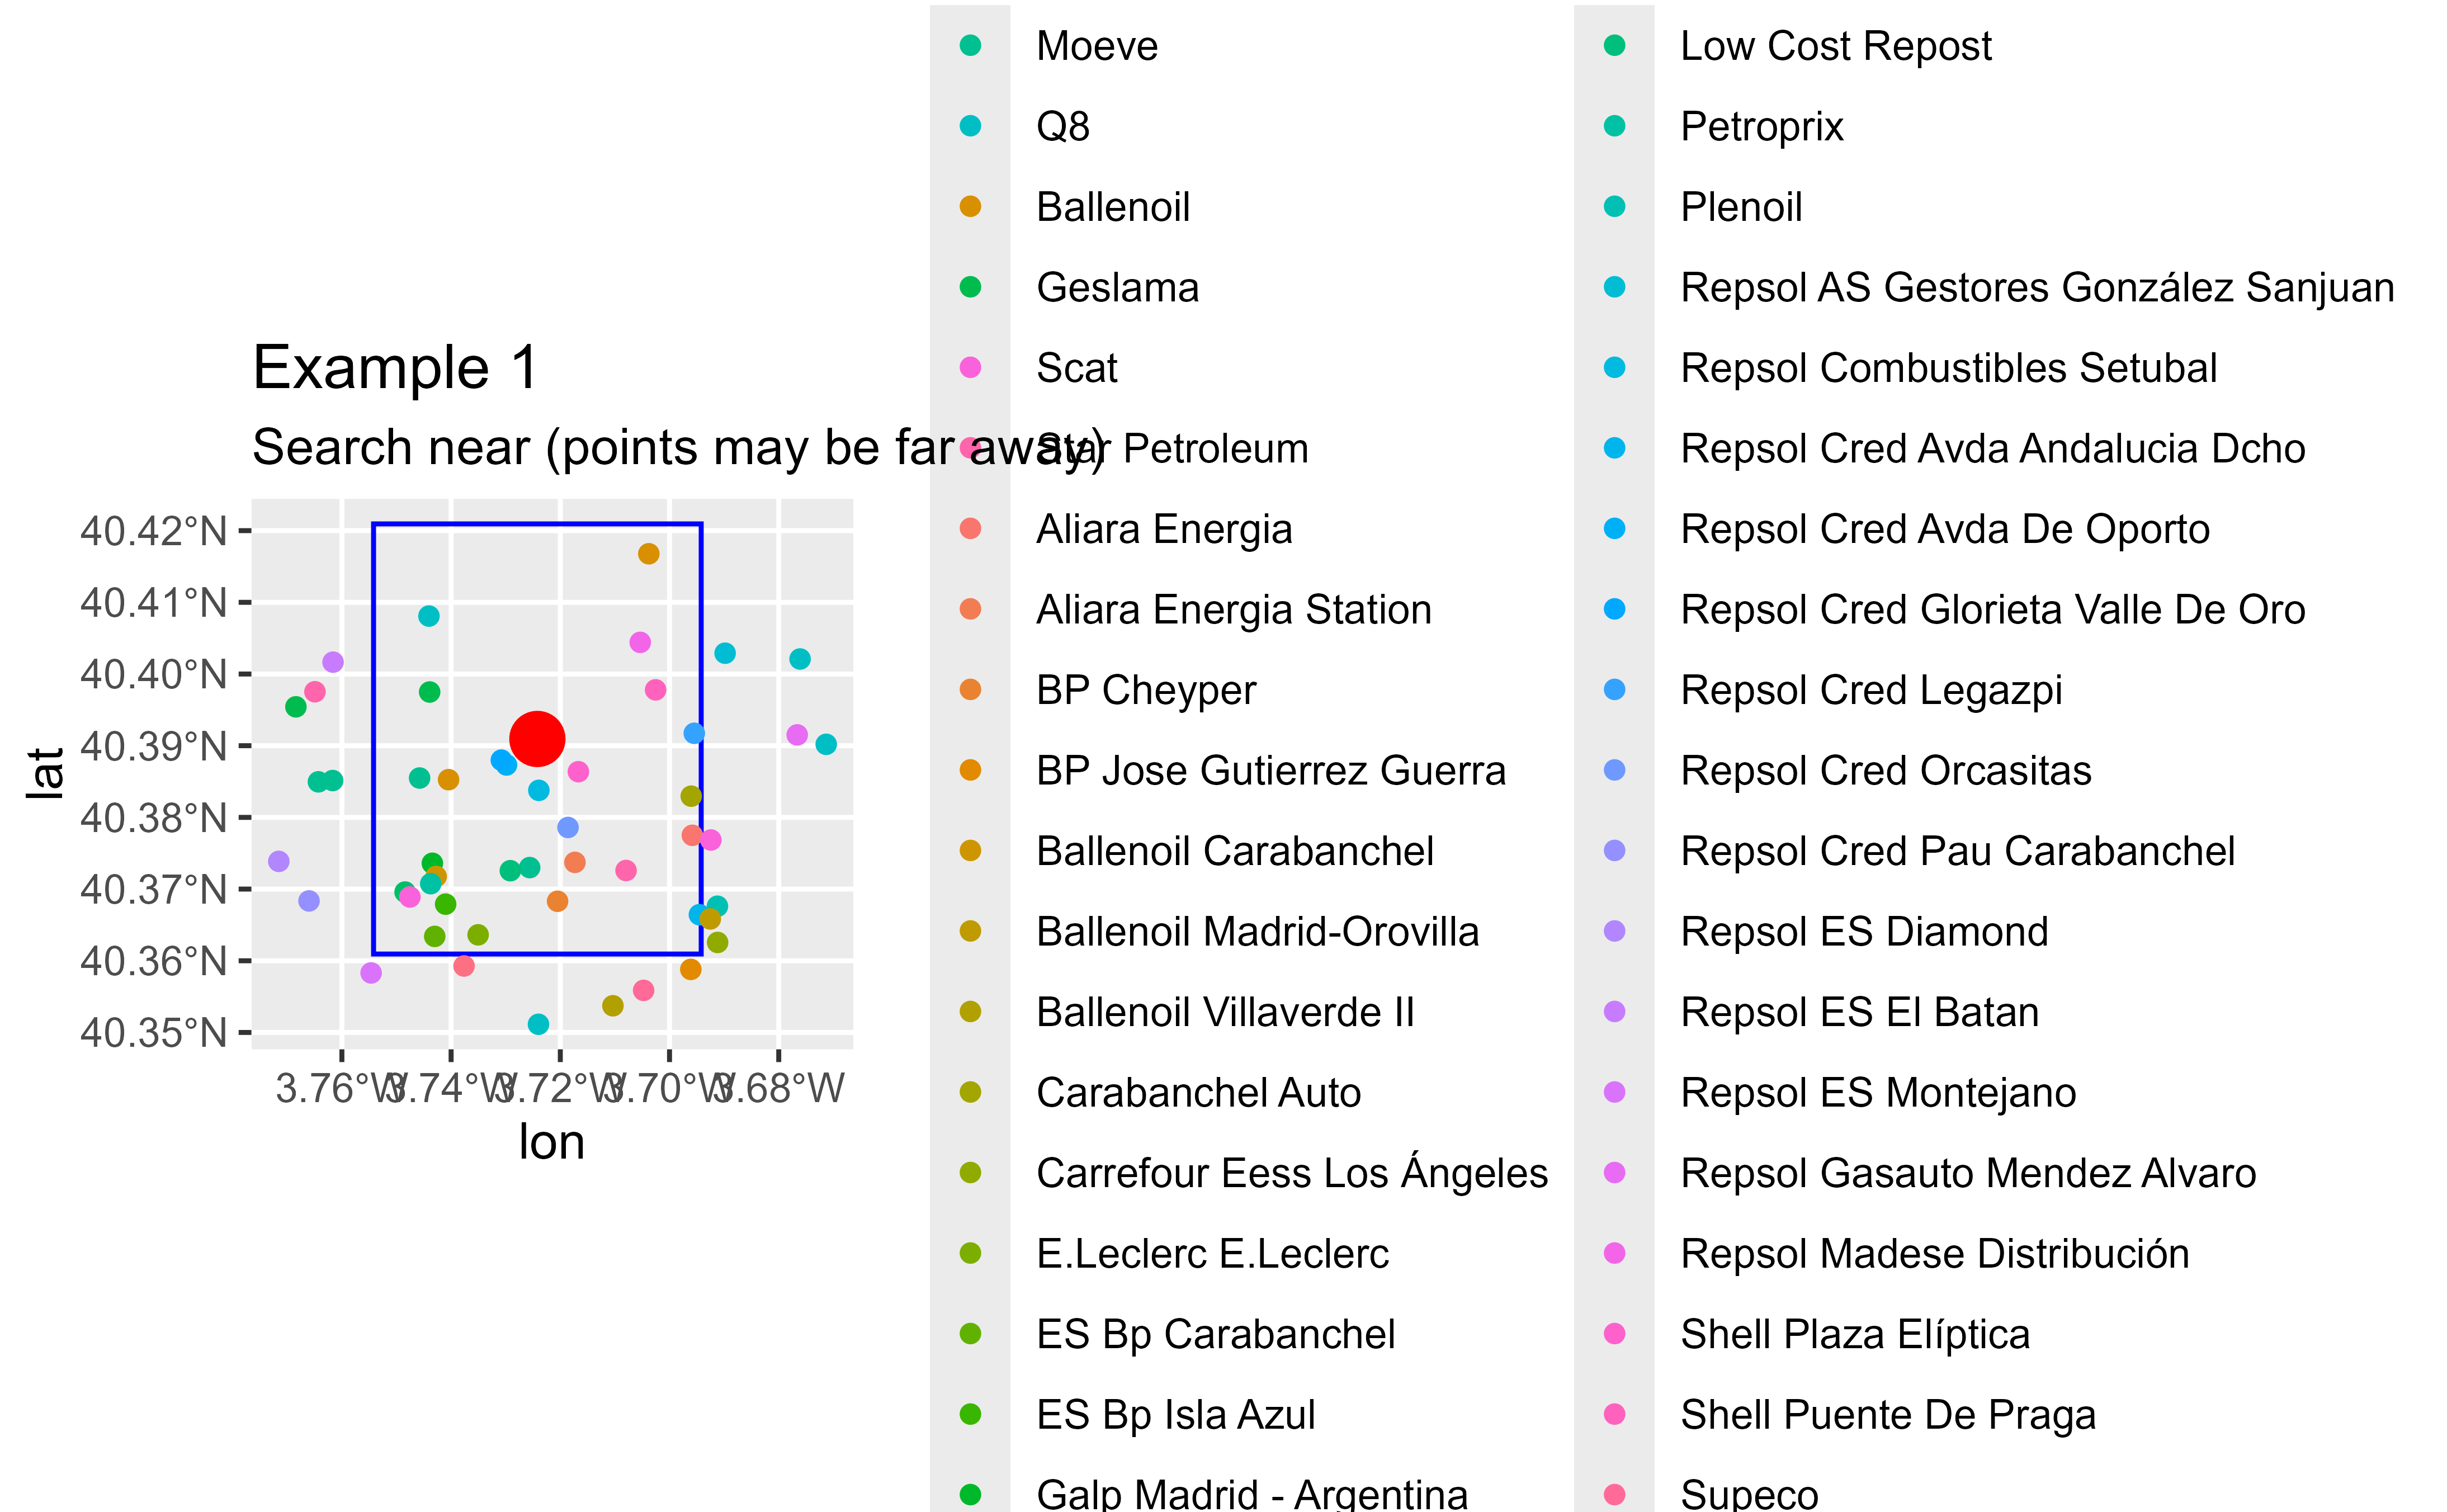 Example 1
Search near (points may be far away)
40.42°N
40.41°N
40.40°N
40.39°N
40.38°N
40.37°N
40.36°N
40.35°N
lat
3.76°W
3.74°W
3.72°W
3.70°W
3.68°W
lon
Moeve
Q8
Ballenoil
Geslama
Scat
Star Petroleum
Aliara Energia
Aliara Energia Station
BP Cheyper
BP Jose Gutierrez Guerra
Ballenoil Carabanchel
Ballenoil Madrid-Orovilla
Ballenoil Villaverde II
Carabanchel Auto
Carrefour Eess Los Ángeles
E.Leclerc E.Leclerc
ES Bp Carabanchel
ES Bp Isla Azul
Galp Madrid - Argentina
Low Cost Repost
Petroprix
Plenoil
Repsol AS Gestores González Sanjuan
Repsol Combustibles Setubal
Repsol Cred Avda Andalucia Dcho
Repsol Cred Avda De Oporto
Repsol Cred Glorieta Valle De Oro
Repsol Cred Legazpi
Repsol Cred Orcasitas
Repsol Cred Pau Carabanchel
Repsol ES Diamond
Repsol ES El Batan
Repsol ES Montejano
Repsol Gasauto Mendez Alvaro
Repsol Madese Distribución
Shell Plaza Elíptica
Shell Puente De Praga
Supeco